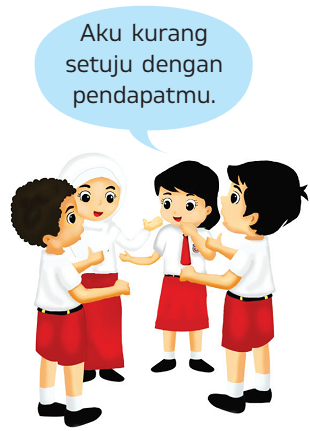 Aku kurang
setuju dengan
pendapatmu.